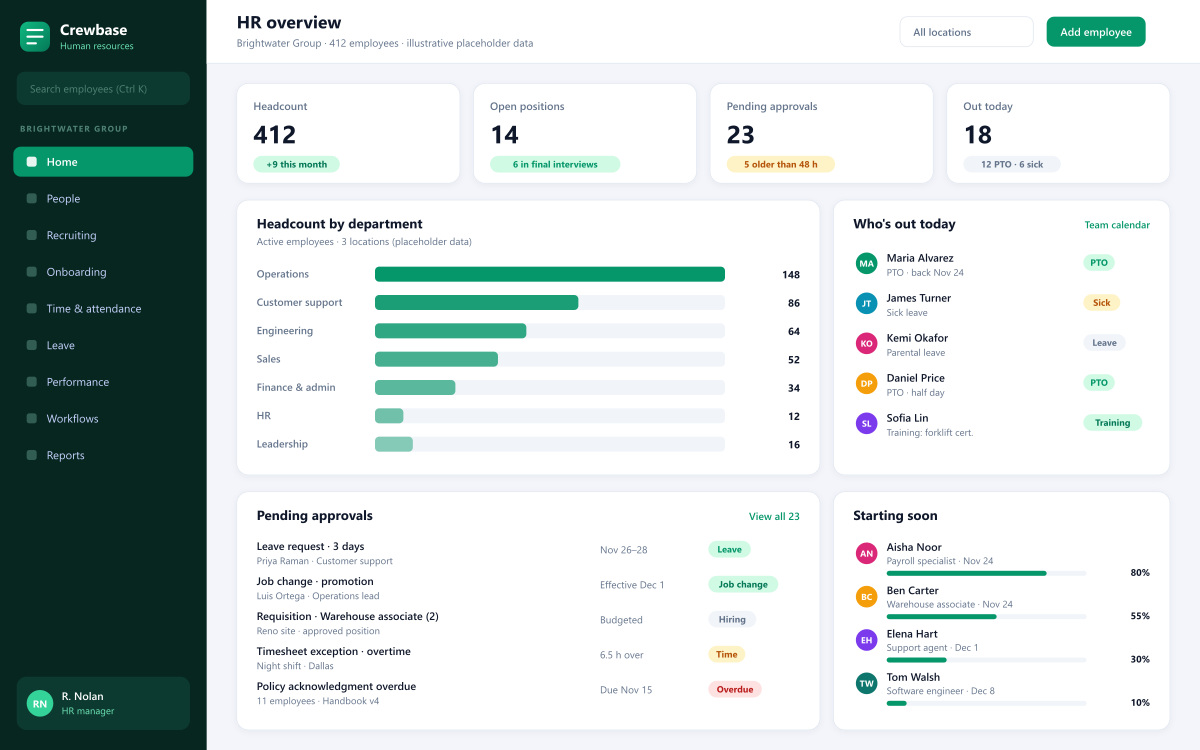 Crewbase
Human resources
Search employees (Ctrl K)
BRIGHTWATER GROUP
Home
People
Recruiting
Onboarding
Time & attendance
Leave
Performance
Workflows
Reports
RN
R. Nolan
HR manager
HR overview
Brightwater Group · 412 employees · illustrative placeholder data
All locations
Add employee
Headcount
412
+9 this month
Open positions
14
6 in final interviews
Pending approvals
23
5 older than 48 h
Out today
18
12 PTO · 6 sick
Headcount by department
Active employees · 3 locations (placeholder data)
Operations 148
Customer support 86
Engineering 64
Sales 52
Finance & admin 34
HR 12
Leadership 16
Who's out today
Team calendar
MA
Maria Alvarez
PTO · back Nov 24
PTO
JT
James Turner
Sick leave
Sick
KO
Kemi Okafor
Parental leave
Leave
DP
Daniel Price
PTO · half day
PTO
SL
Sofia Lin
Training: forklift cert.
Training
Pending approvals
View all 23
Leave request · 3 days
Priya Raman · Customer support
Nov 26–28
Leave
Job change · promotion
Luis Ortega · Operations lead
Effective Dec 1
Job change
Requisition · Warehouse associate (2)
Reno site · approved position
Budgeted
Hiring
Timesheet exception · overtime
Night shift · Dallas
6.5 h over
Time
Policy acknowledgment overdue
11 employees · Handbook v4
Due Nov 15
Overdue
Starting soon
AN
Aisha Noor
Payroll specialist · Nov 24
80%
BC
Ben Carter
Warehouse associate · Nov 24
55%
EH
Elena Hart
Support agent · Dec 1
30%
TW
Tom Walsh
Software engineer · Dec 8
10%